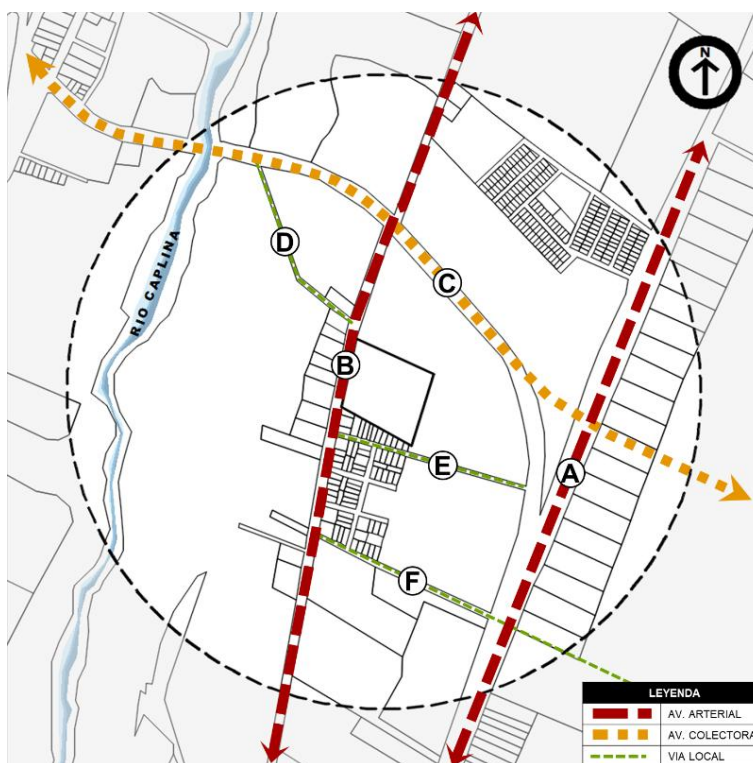 N
D
C
RIO CAPLINA
B
E
A
F
LEYENDA
AV. ARTERIAL
AV. COLECTORA
VIA LOCAL